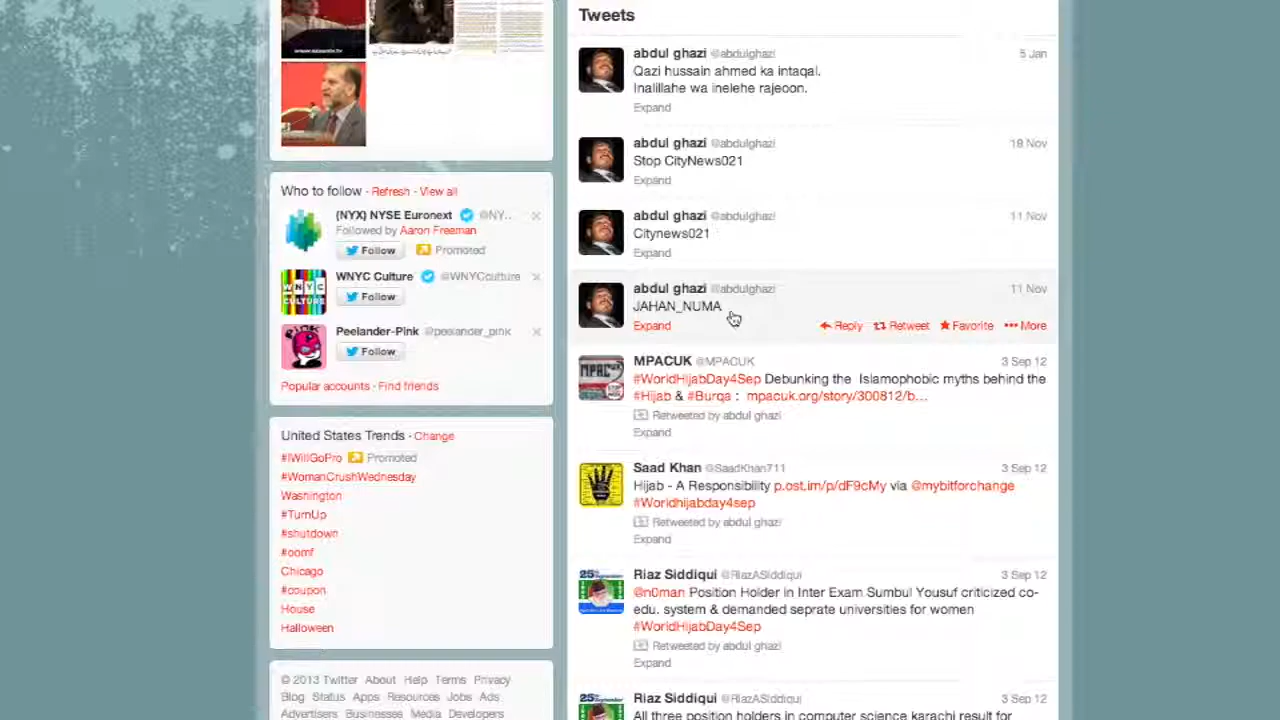 Who to follow · Refresh · View all
(NYX) NYSE Euronext @NY...
Followed by Aaron Freeman
Follow Promoted
WNYC Culture @WNYCculture
Follow
WNYC
CULTURE
Peelander-Pink @peelander_pink
Follow
Popular accounts · Find friends
United States Trends · Change
#IWillGoPro Promoted
#WomanCrushWednesday
Washington
#TurnUp
#shutdown
#oomf
Chicago
#coupon
House
Halloween
© 2013 Twitter About Help Terms Privacy
Blog Status Apps Resources Jobs Ads
Advertisers Businesses Media Developers
Tweets
abdul ghazi @abdulghazi 5 Jan
Qazi hussain ahmed ka intaqal.
Inalillahe wa inelehe rajeoon.
Expand
abdul ghazi @abdulghazi 18 Nov
Stop CityNews021
Expand
abdul ghazi @abdulghazi 11 Nov
Citynews021
Expand
abdul ghazi @abdulghazi 11 Nov
JAHAN_NUMA
Expand Reply Retweet Favorite More
MPACUK @MPACUK 3 Sep 12
#WorldHijabDay4Sep Debunking the Islamophobic myths behind the
#Hijab & #Burqa : mpacuk.org/story/300812/b...
Retweeted by abdul ghazi
Expand
Saad Khan @SaadKhan711 3 Sep 12
Hijab - A Responsibility p.ost.im/p/dF9cMy via @mybitforchange
#Worldhijabday4sep
Retweeted by abdul ghazi
Expand
Riaz Siddiqui @RiazASiddiqui 3 Sep 12
@n0man Position Holder in Inter Exam Sumbul Yousuf criticized co-
edu. system & demanded seprate universities for women
#WorldHijabDay4Sep
Retweeted by abdul ghazi
Expand
Riaz Siddiqui @RiazASiddiqui 3 Sep 12
All three position holders in computer science karachi result for